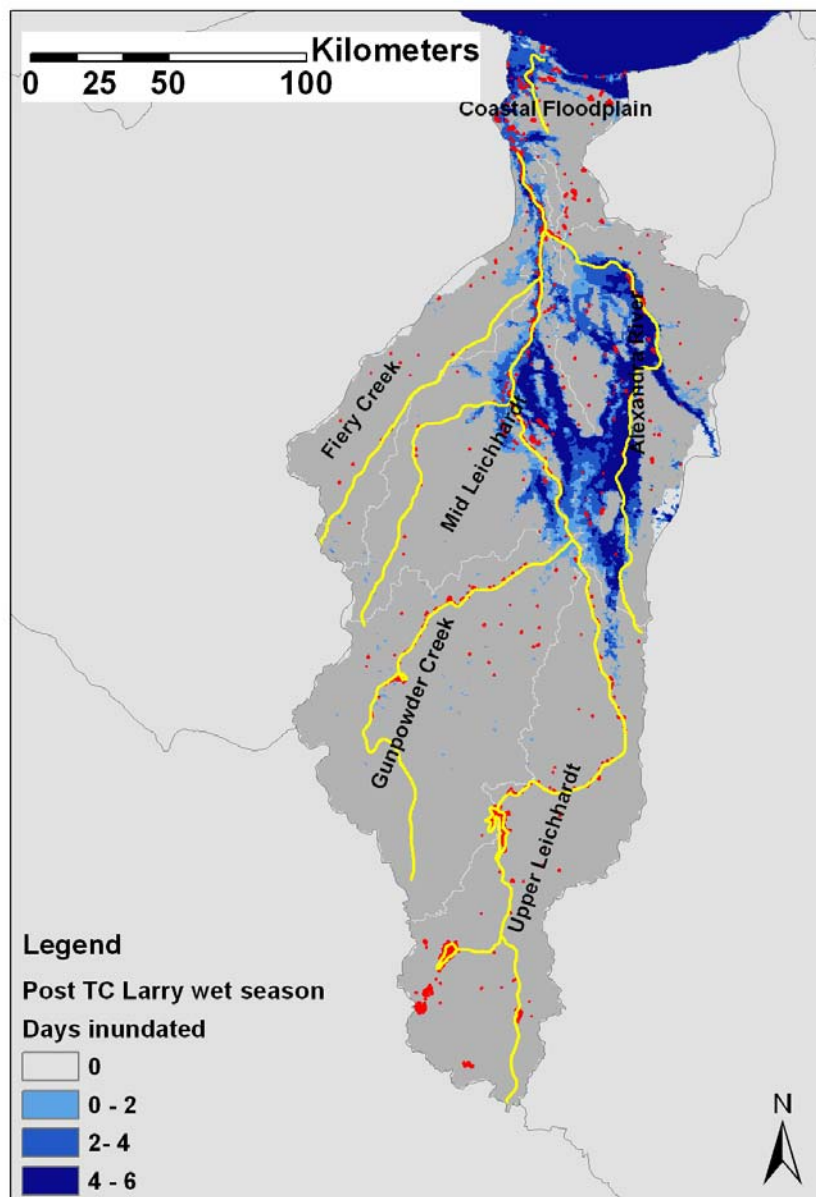 Kilometers
0 25 50 100
Coastal Floodplain
Alexandra River
Fiery Creek
Mid Leichhardt
Gunpowder Creek
Upper Leichhardt
Legend
Post TC Larry wet season
Days inundated
0
0 - 2
2- 4
4 - 6
N